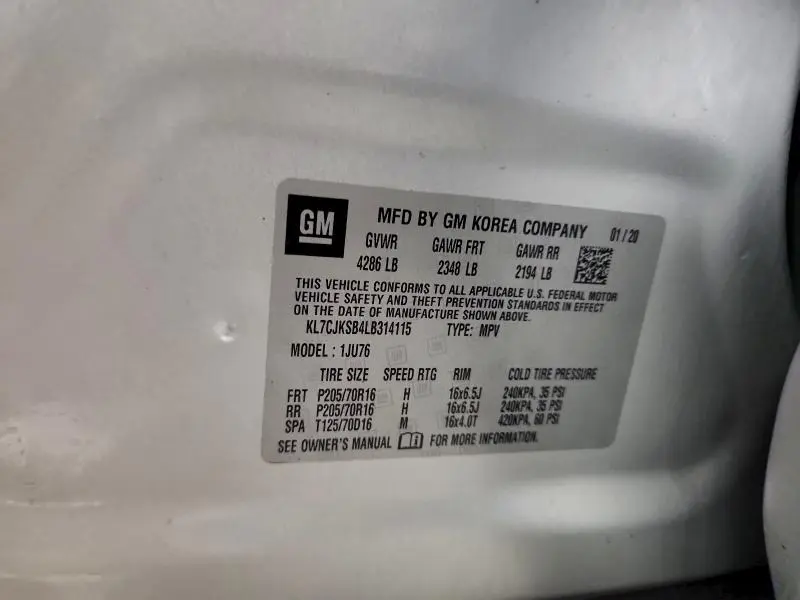 GM
MFD BY GM KOREA COMPANY 01/20
GVWR GAWR FRT GAWR RR
4286 LB 2348 LB 2194 LB
THIS VEHICLE CONFORMS TO ALL APPLICABLE U.S. FEDERAL MOTOR
VEHICLE SAFETY AND THEFT PREVENTION STANDARDS IN EFFECT
ON THE DATE OF MANUFACTURE SHOWN ABOVE.
KL7CJKSB4LB314115 TYPE: MPV
MODEL: 1JU76
TIRE SIZE SPEED RTG RIM COLD TIRE PRESSURE
FRT P205/70R16 H 16x6.5J 240KPA, 35 PSI
RR P205/70R16 H 16x6.5J 240KPA, 35 PSI
SPA T125/70D16 M 16x4.0T 420KPA, 60 PSI
SEE OWNER'S MANUAL FOR MORE INFORMATION.